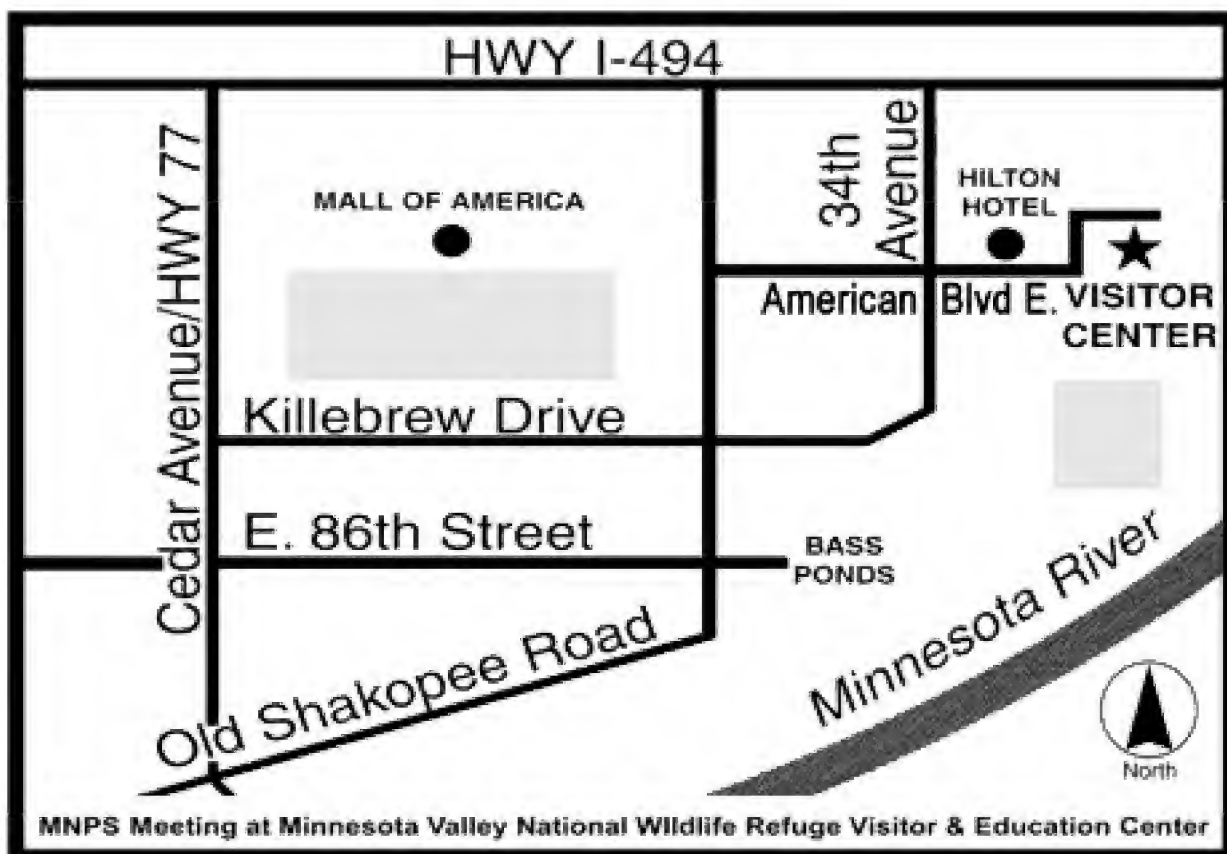 HWY I-494
Cedar Avenue/HWY 77
MALL OF AMERICA
34th
Avenue
HILTON
HOTEL
American Blvd E.
VISITOR
CENTER
Killebrew Drive
E. 86th Street
BASS
PONDS
Old Shakopee Road
Minnesota River
North
MNPS Meeting at Minnesota Valley National Wildlife Refuge Visitor & Education Center